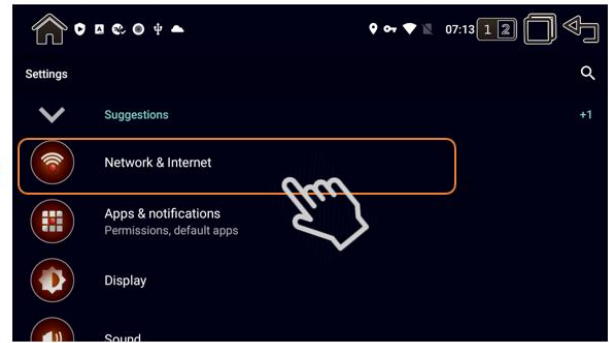 07:13 1 2
Settings
Suggestions +1
Network & Internet
Apps & notifications
Permissions, default apps
Display
Sound